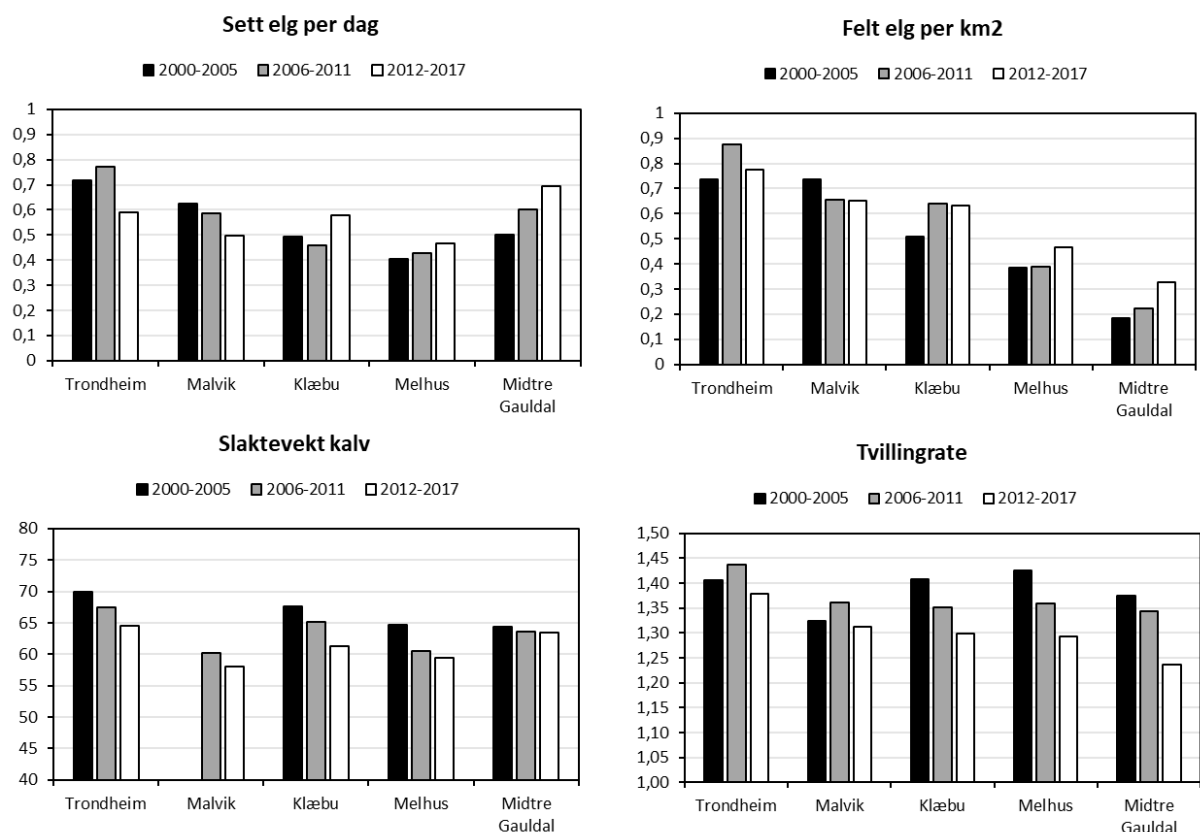 Sett elg per dag
2000-2005 2006-2011 2012-2017
1
0,9
0,8
0,7
0,6
0,5
0,4
0,3
0,2
0,1
0
Trondheim Malvik Klæbu Melhus Midtre
Gauldal
Felt elg per km2
2000-2005 2006-2011 2012-2017
1
0,9
0,8
0,7
0,6
0,5
0,4
0,3
0,2
0,1
0
Trondheim Malvik Klæbu Melhus Midtre
Gauldal
Slaktevekt kalv
2000-2005 2006-2011 2012-2017
80
75
70
65
60
55
50
45
40
Trondheim Malvik Klæbu Melhus Midtre
Gauldal
Tvillingrate
2000-2005 2006-2011 2012-2017
1,50
1,45
1,40
1,35
1,30
1,25
1,20
1,15
1,10
1,05
1,00
Trondheim Malvik Klæbu Melhus Midtre
Gauldal